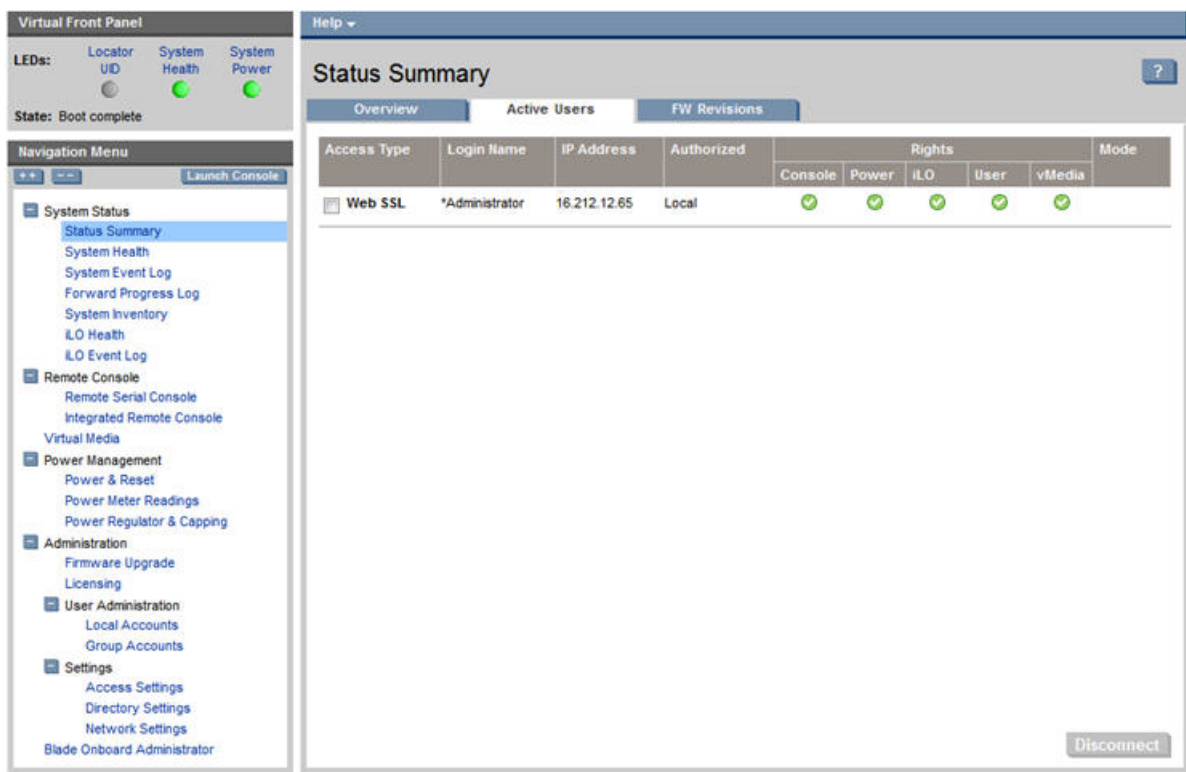 Virtual Front Panel
LEDs:
Locator UID
System Health
System Power
State: Boot complete
Navigation Menu
++
--
Launch Console
System Status
Status Summary
System Health
System Event Log
Forward Progress Log
System Inventory
iLO Health
iLO Event Log
Remote Console
Remote Serial Console
Integrated Remote Console
Virtual Media
Power Management
Power & Reset
Power Meter Readings
Power Regulator & Capping
Administration
Firmware Upgrade
Licensing
User Administration
Local Accounts
Group Accounts
Settings
Access Settings
Directory Settings
Network Settings
Blade Onboard Administrator
Help
Status Summary
?
Overview Active Users FW Revisions
Access Type Login Name IP Address Authorized Rights Mode
Console Power iLO User vMedia
Web SSL *Administrator 16.212.12.65 Local
Disconnect